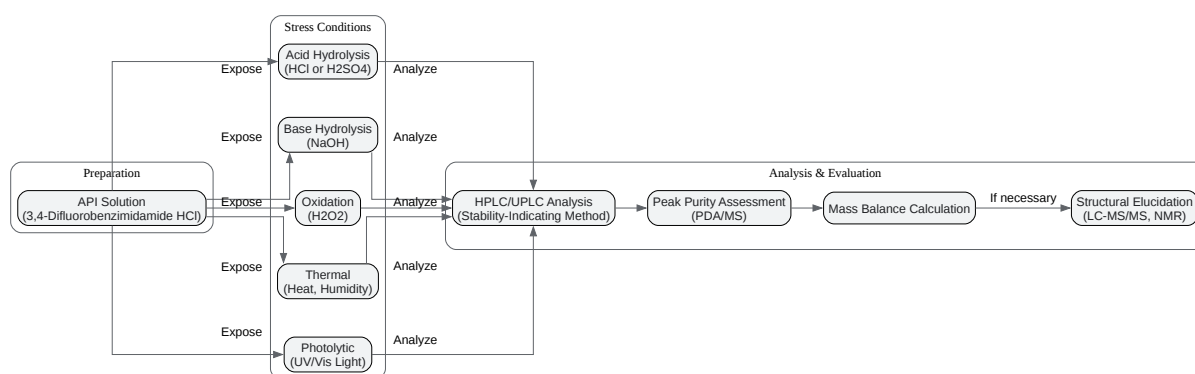 Stress Conditions
Acid Hydrolysis
(HCl or H2SO4)
Expose
Analyze
Base Hydrolysis
(NaOH)
Expose
Analyze
Preparation
API Solution
(3,4-Difluorobenzimidamide HCl)
Expose
Oxidation
(H2O2)
Analyze
Analysis & Evaluation
HPLC/UPLC Analysis
(Stability-Indicating Method)
Peak Purity Assessment
(PDA/MS)
Mass Balance Calculation
If necessary
Structural Elucidation
(LC-MS/MS, NMR)
Expose
Thermal
(Heat, Humidity)
Analyze
Expose
Photolytic
(UV/Vis Light)
Analyze